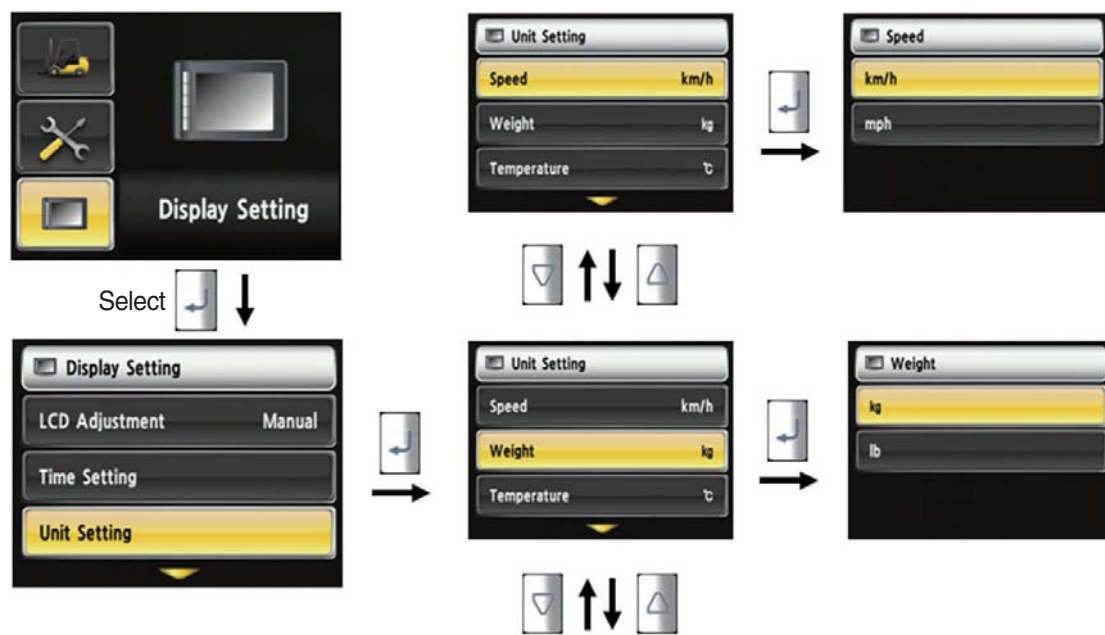 Display Setting
Select
Display Setting
LCD Adjustment Manual
Time Setting
Unit Setting
Unit Setting
Speed km/h
Weight kg
Temperature ℃
Speed
km/h
mph
Unit Setting
Speed km/h
Weight kg
Temperature ℃
Weight
kg
lb